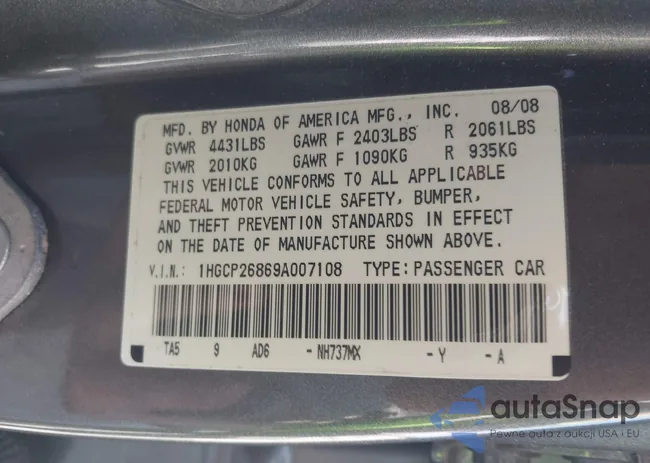 MFD. BY HONDA OF AMERICA MFG., INC. 08/08
GVWR 4431LBS GAWR F 2403LBS R 2061LBS
GVWR 2010KG GAWR F 1090KG R 935KG
THIS VEHICLE CONFORMS TO ALL APPLICABLE
FEDERAL MOTOR VEHICLE SAFETY, BUMPER,
AND THEFT PREVENTION STANDARDS IN EFFECT
ON THE DATE OF MANUFACTURE SHOWN ABOVE.
V.I.N.: 1HGCP26869A007108 TYPE: PASSENGER CAR
TA5 9 AD6 -NH737MX -Y -A
autaSnap
Pewne auta z aukcji USA i EU